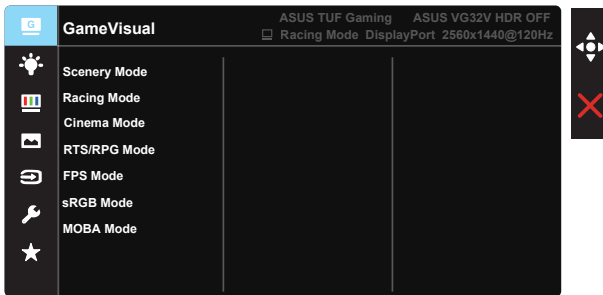 G
GameVisual
ASUS TUF Gaming ASUS VG32V HDR OFF
Racing Mode DisplayPort 2560x1440@120Hz
Scenery Mode
Racing Mode
Cinema Mode
RTS/RPG Mode
FPS Mode
sRGB Mode
MOBA Mode